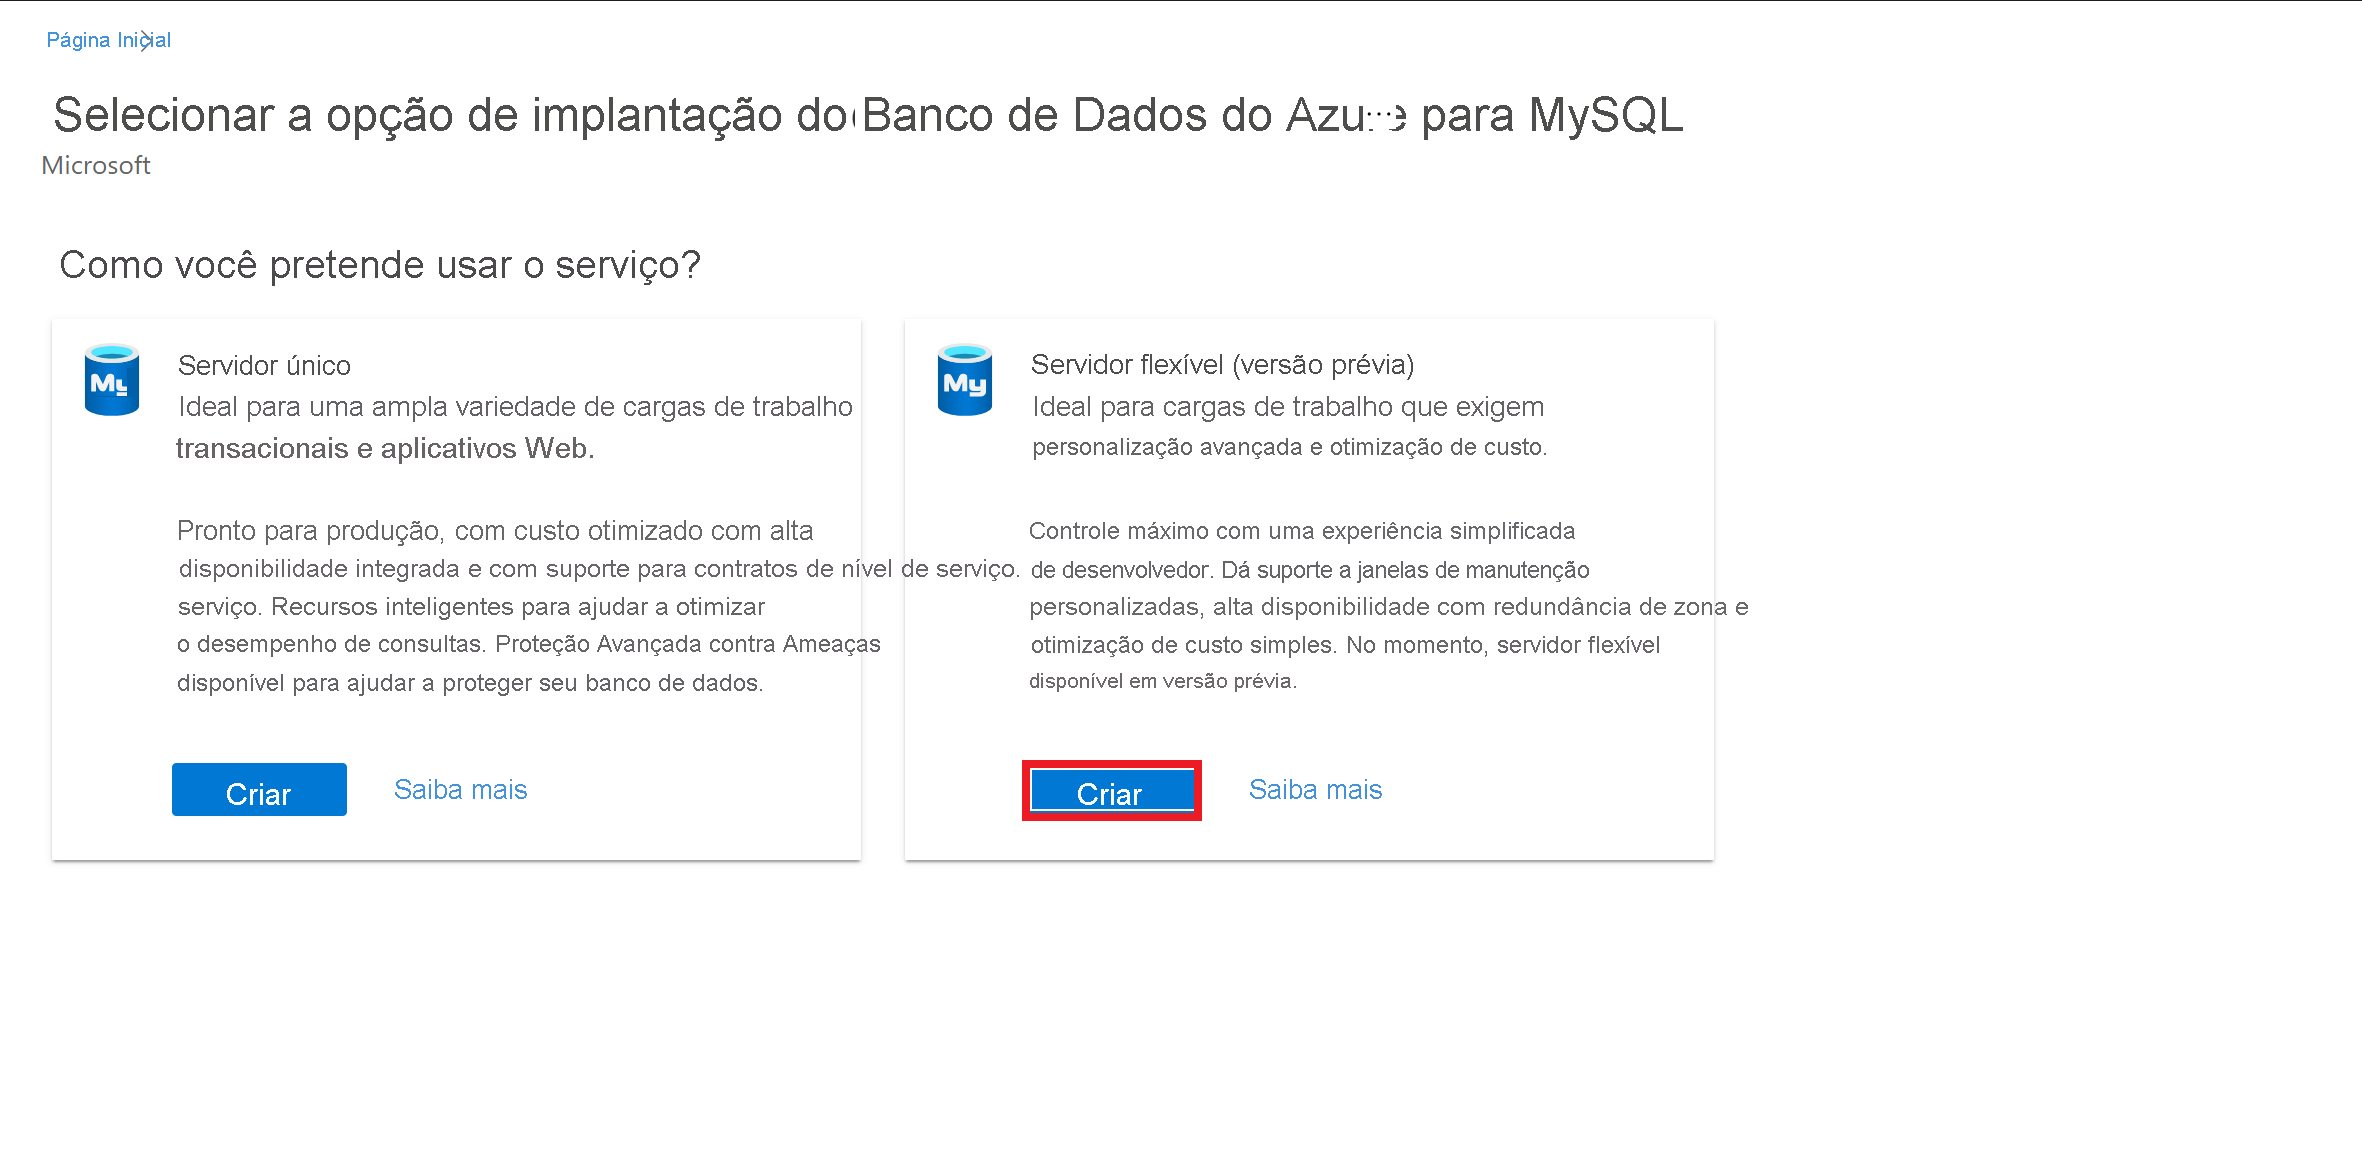 Página Inicial
Selecionar a opção de implantação do Banco de Dados do Azure para MySQL
...
Microsoft
Como você pretende usar o serviço?
My
Servidor único
Ideal para uma ampla variedade de cargas de trabalho
transacionais e aplicativos Web.
Pronto para produção, com custo otimizado com alta
disponibilidade integrada e com suporte para contratos de nível de serviço.
serviço. Recursos inteligentes para ajudar a otimizar
o desempenho de consultas. Proteção Avançada contra Ameaças
disponível para ajudar a proteger seu banco de dados.
Criar
Saiba mais
My
Servidor flexível (versão prévia)
Ideal para cargas de trabalho que exigem
personalização avançada e otimização de custo.
Controle máximo com uma experiência simplificada
de desenvolvedor. Dá suporte a janelas de manutenção
personalizadas, alta disponibilidade com redundância de zona e
otimização de custo simples. No momento, servidor flexível
disponível em versão prévia.
Criar
Saiba mais